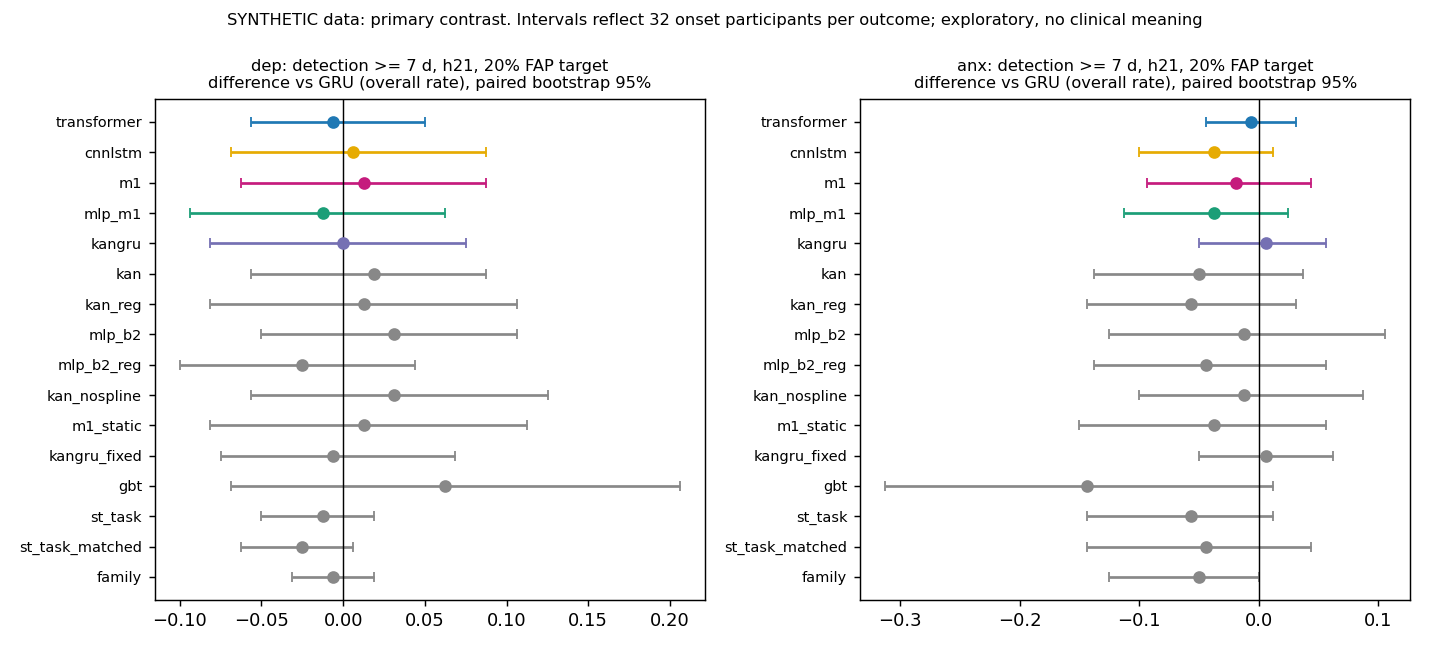 SYNTHETIC data: primary contrast. Intervals reflect 32 onset participants per outcome; exploratory, no clinical meaning
dep: detection >= 7 d, h21, 20% FAP target
difference vs GRU (overall rate), paired bootstrap 95%
transformer
cnnlstm
m1
mlp_m1
kangru
kan
kan_reg
mlp_b2
mlp_b2_reg
kan_nospline
m1_static
kangru_fixed
gbt
st_task
st_task_matched
family
−0.10 −0.05 0.00 0.05 0.10 0.15 0.20
anx: detection >= 7 d, h21, 20% FAP target
difference vs GRU (overall rate), paired bootstrap 95%
transformer
cnnlstm
m1
mlp_m1
kangru
kan
kan_reg
mlp_b2
mlp_b2_reg
kan_nospline
m1_static
kangru_fixed
gbt
st_task
st_task_matched
family
−0.3 −0.2 −0.1 0.0 0.1